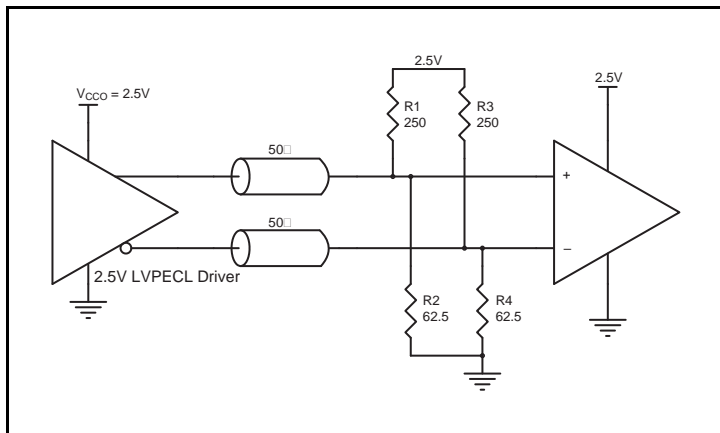 2.5V
2.5V
VCCO = 2.5V
R1
250
R3
250
50□
+
50□
–
2.5V LVPECL Driver
R2
62.5
R4
62.5